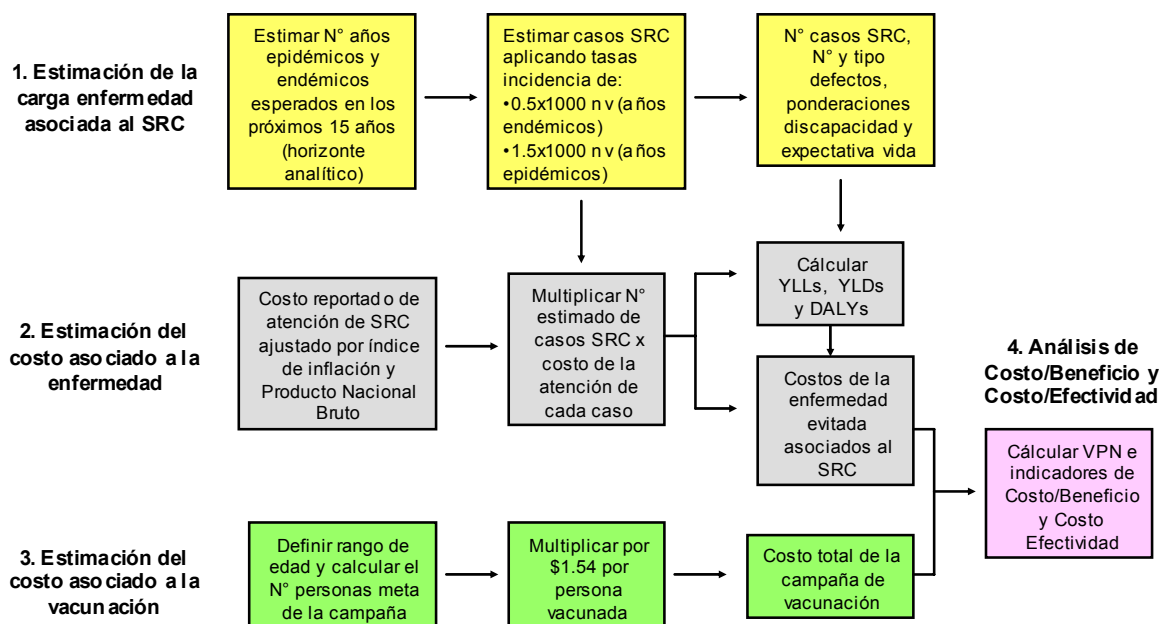 1. Estimación de la
carga enfermedad
asociada al SRC
Estimar N° años
epidémicos y
endémicos
esperados en los
próximos 15 años
(horizonte
analítico)
Estimar casos SRC
aplicando tasas
incidencia de:
•0.5x1000 nv (años
endémicos)
•1.5x1000 nv (años
epidémicos)
N° casos SRC,
N° y tipo
defectos,
ponderaciones
discapacidad y
expectativa vida
2. Estimación del
costo asociado a la
enfermedad
Costo reportado de
atención de SRC
ajustado por índice
de inflación y
Producto Nacional
Bruto
Multiplicar N°
estimado de
casos SRC x
costo de la
atención de
cada caso
Cálcular
YLLs, YLDs
y DALYs
Costos de la
enfermedad
evitada
asociados al
SRC
4. Análisis de
Costo/Beneficio y
Costo/Efectividad
Cálcular VPN e
indicadores de
Costo/Beneficio
y Costo
Efectividad
3. Estimación del
costo asociado a la
vacunación
Definir rango de
edad y calcular el
N° personas meta
de la campaña
Multiplicar por
$1.54 por
persona
vacunada
Costo total de la
campaña de
vacunación